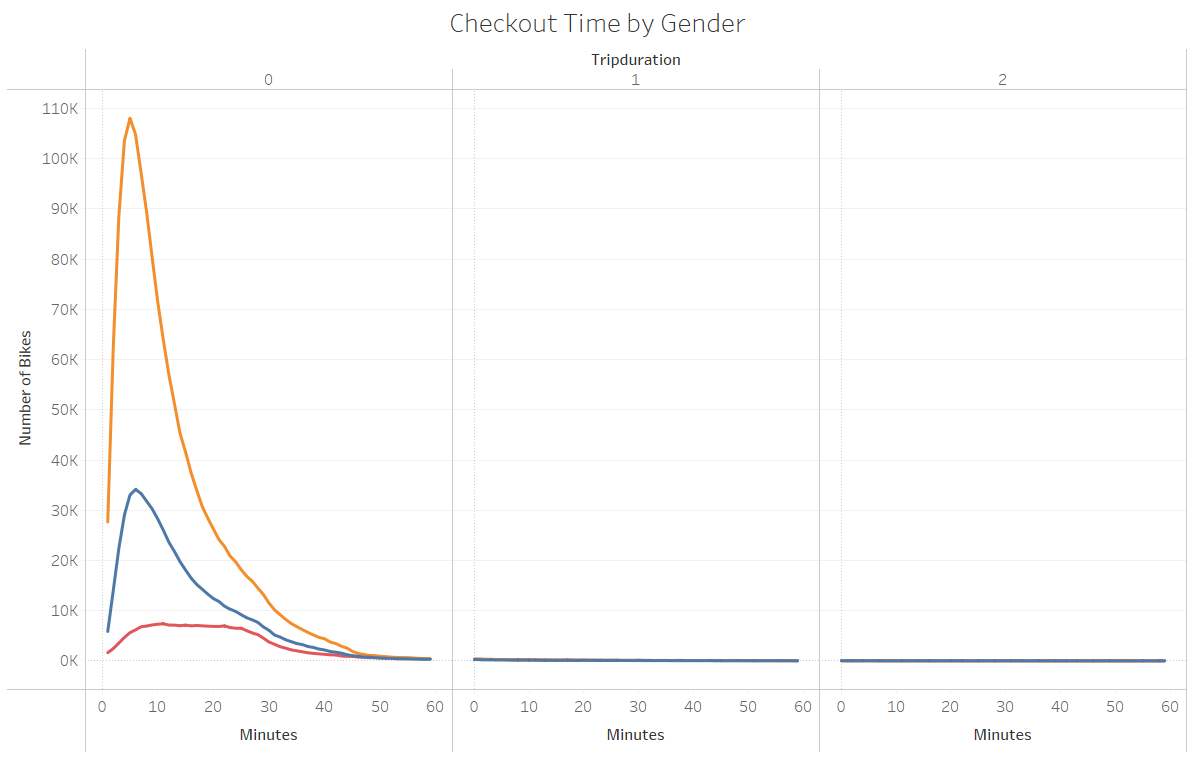 Checkout Time by Gender
Tripduration
0 1 2
110K
100K
90K
80K
70K
60K
50K
40K
30K
20K
10K
0K
Number of Bikes
0 10 20 30 40 50 60 0 10 20 30 40 50 60 0 10 20 30 40 50 60
Minutes Minutes Minutes